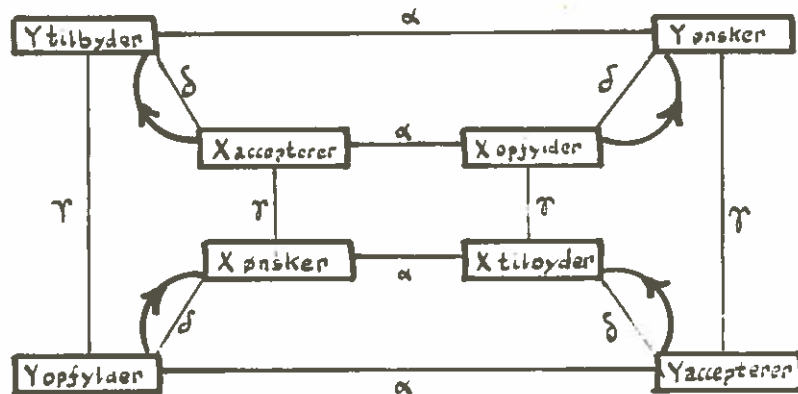 α
Y tilbyder
Y ønsker
δ
δ
α
X accepterer
X opfylder
γ
γ
γ
γ
X ønsker
X tilbyder
α
δ
δ
Y opfylder
Y accepterer
α